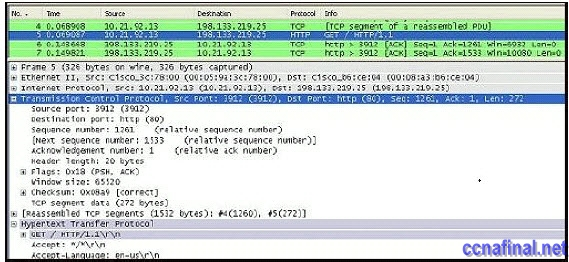 No. - Time Source Destination Protocol Info
4 0.068908 10.21.92.13 198.133.219.25 TCP [TCP segment of a reassembled PDU]
5 0.069087 10.21.92.13 198.133.219.25 HTTP GET / HTTP/1.1
6 0.143648 198.133.219.25 10.21.92.13 TCP http > 3912 [ACK] Seq=1 Ack=1261 Win=6932 Len=0
7 0.149821 198.133.219.25 10.21.92.13 TCP http > 3912 [ACK] Seq=1 Ack=1533 Win=10080 Len=0
Frame 5 (326 bytes on wire, 326 bytes captured)
Ethernet II, Src: Cisco_3c:78:00 (00:05:9a:3c:78:00), Dst: Cisco_b6:ce:04 (00:08:a3:b6:ce:04)
Internet Protocol, Src: 10.21.92.13 (10.21.92.13), Dst: 198.133.219.25 (198.133.219.25)
Transmission Control Protocol, Src Port: 3912 (3912), Dst Port: http (80), Seq: 1261, Ack: 1, Len: 272
Source port: 3912 (3912)
Destination port: http (80)
Sequence number: 1261 (relative sequence number)
[Next sequence number: 1533 (relative sequence number)]
Acknowledgement number: 1 (relative ack number)
Header length: 20 bytes
Flags: 0x18 (PSH, ACK)
Window size: 65520
Checksum: 0x08a9 [correct]
TCP segment data (272 bytes)
[Reassembled TCP Segments (1532 bytes): #4(1260), #5(272)]
Hypertext Transfer Protocol
GET / HTTP/1.1\r\n
Accept: */*\r\n
Accept-Language: en-us\r\n
ccnafinal.net